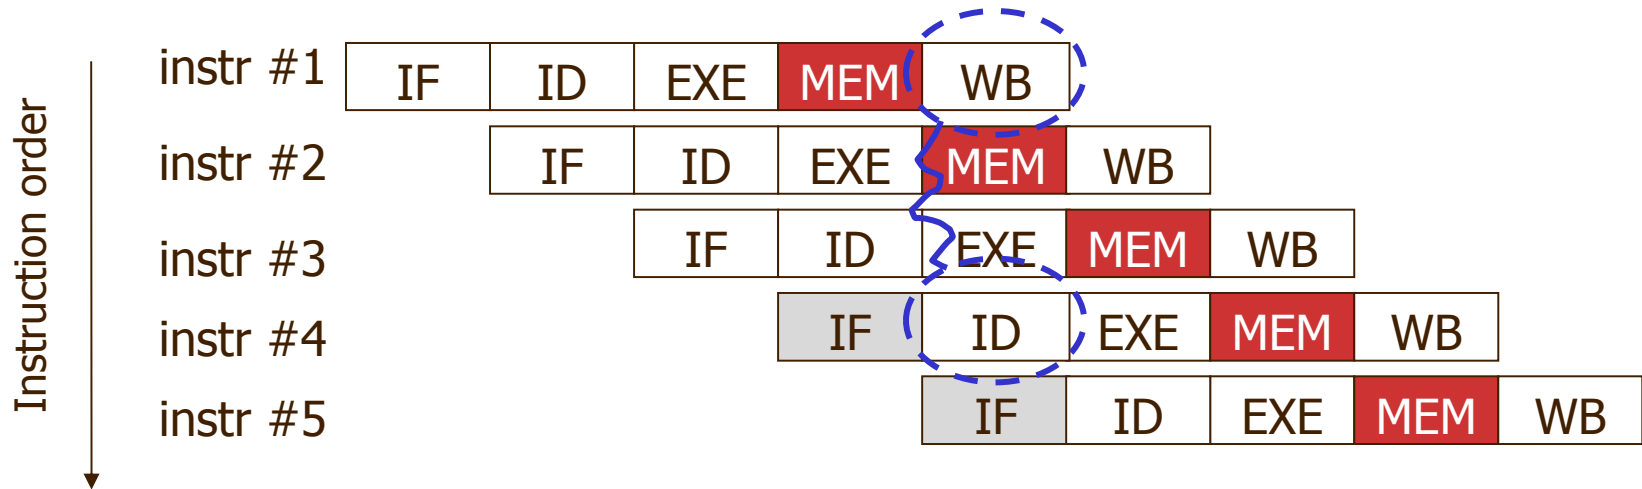 Instruction order
instr #1 IF ID EXE MEM WB
instr #2 IF ID EXE MEM WB
instr #3 IF ID EXE MEM WB
instr #4 IF ID EXE MEM WB
instr #5 IF ID EXE MEM WB